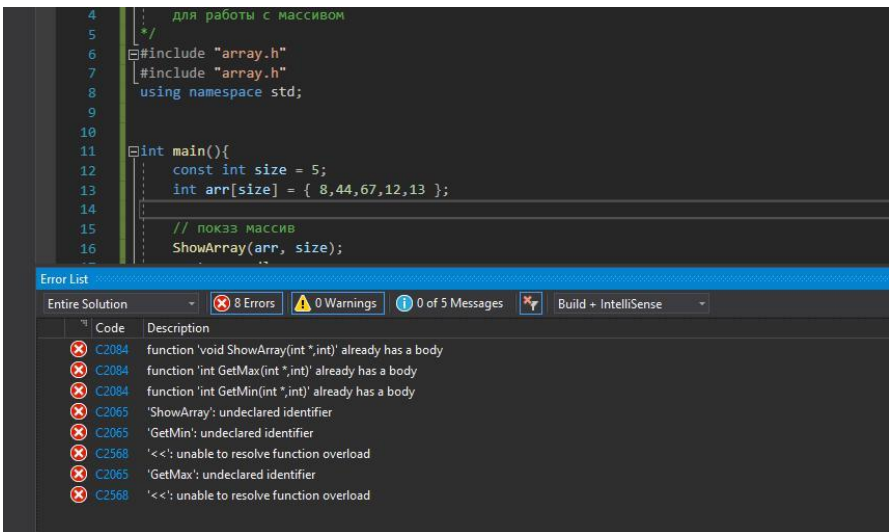 4 для работы с массивом
5 */
6 #include "array.h"
7 #include "array.h"
8 using namespace std;
9
10
11 int main(){
12 const int size = 5;
13 int arr[size] = { 8,44,67,12,13 };
14
15 // покзз массив
16 ShowArray(arr, size);
Error List
Entire Solution 8 Errors 0 Warnings 0 of 5 Messages Build + IntelliSense
Code Description
C2084 function 'void ShowArray(int *,int)' already has a body
C2084 function 'int GetMax(int *,int)' already has a body
C2084 function 'int GetMin(int *,int)' already has a body
C2065 'ShowArray': undeclared identifier
C2065 'GetMin': undeclared identifier
C2568 '<<': unable to resolve function overload
C2065 'GetMax': undeclared identifier
C2568 '<<': unable to resolve function overload